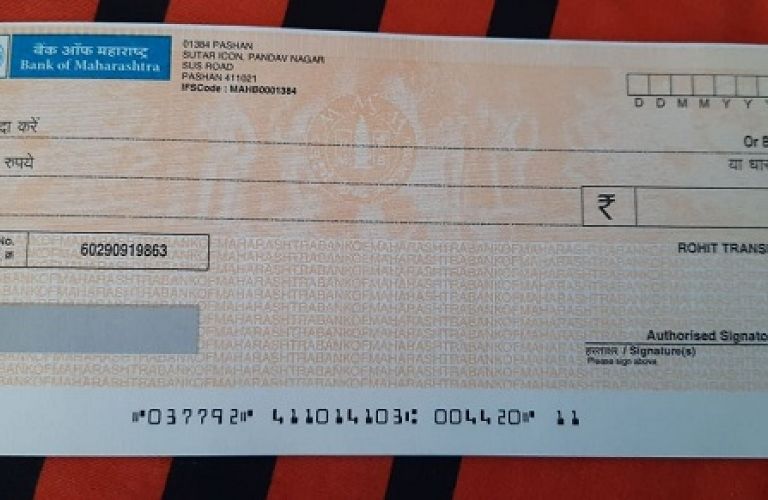 बैंक ऑफ महाराष्ट्र
Bank of Maharashtra
01384 PASHAN
SUTAR ICON, PANDAV NAGAR
SUS ROAD
PASHAN 411021
IFSCode : MAHB0001384
D D M M Y Y
दा करें
Or B
रुपये
या धा
₹
No.
60290919863
ROHIT TRANS
BANKOFMAHARASHTRABANKOFMAHARASHTRABANKOFMAHARASHTRA
Authorised Signato
हस्ताक्षर / Signature(s)
Please sign above
⑈037792⑈ 411014103⑆ 004420⑈ 11